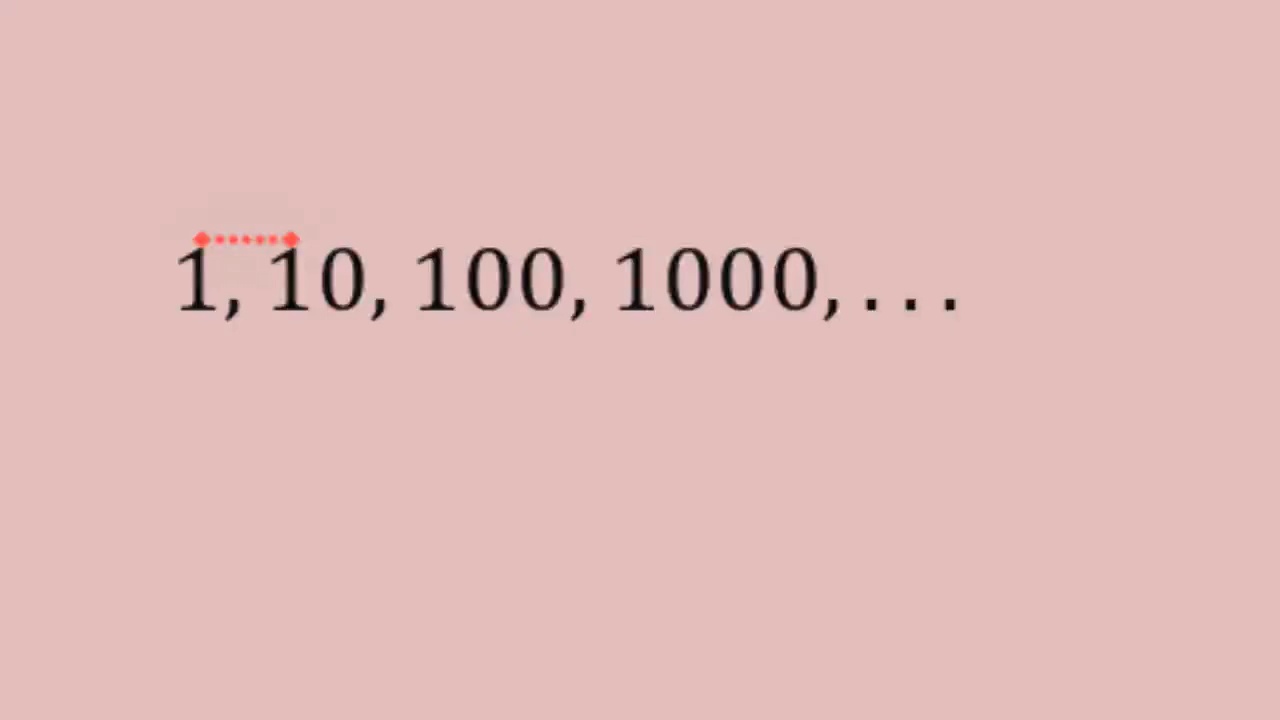 1, 10, 100, 1000, . . .